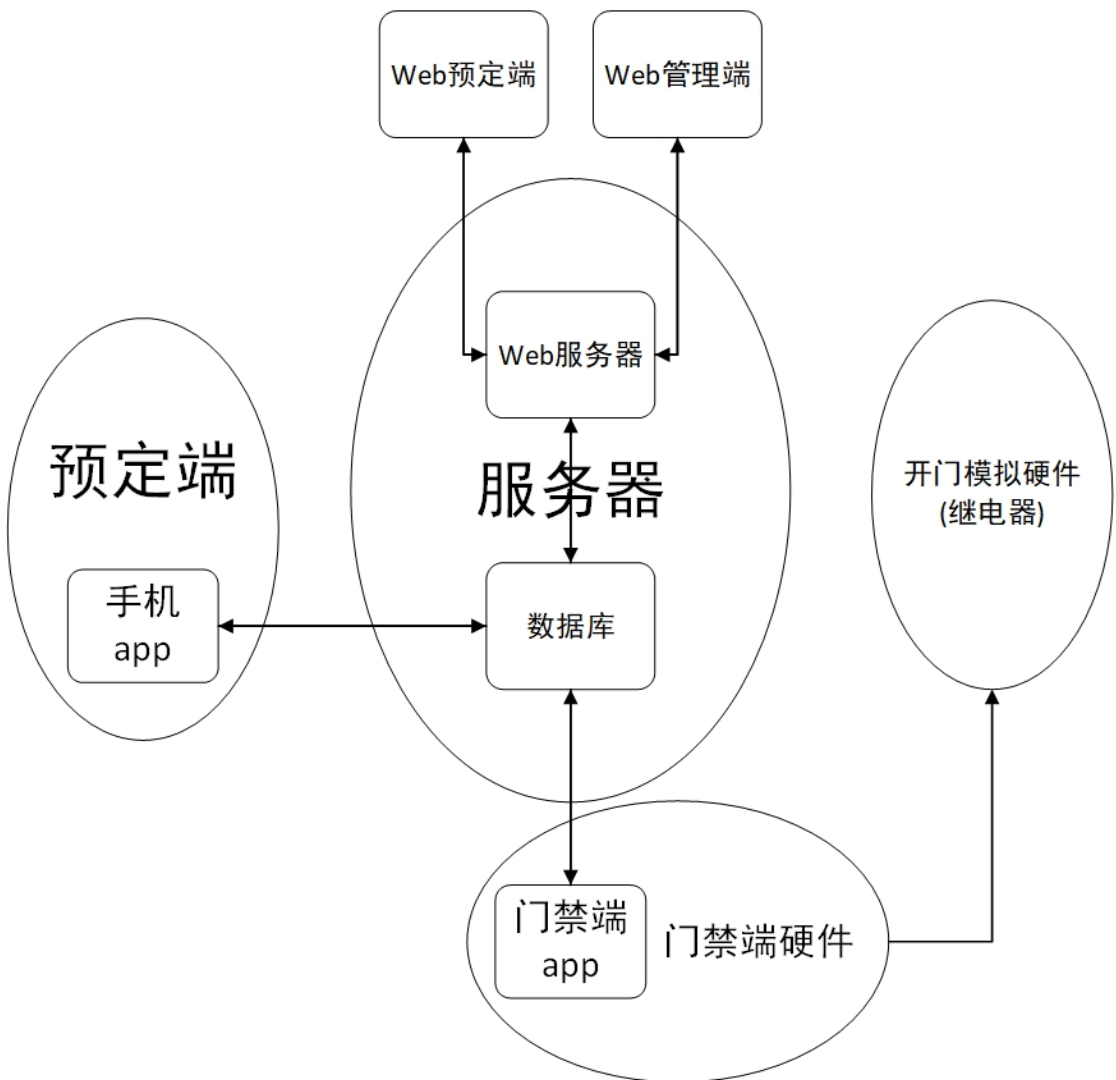 Web预定端
Web管理端
Web服务器
预定端
服务器
开门模拟硬件
(继电器)
手机
app
数据库
门禁端
app
门禁端硬件